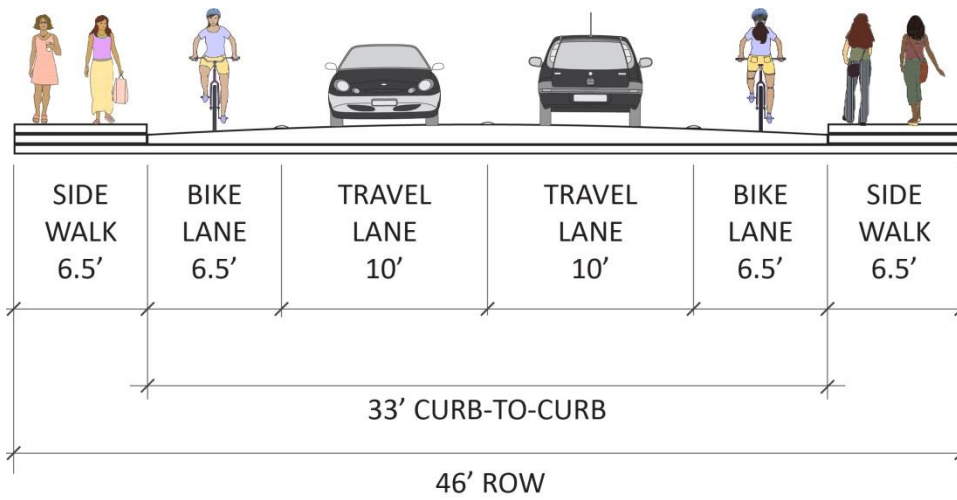 SIDE
WALK
6.5’
BIKE
LANE
6.5’
TRAVEL
LANE
10’
TRAVEL
LANE
10’
BIKE
LANE
6.5’
SIDE
WALK
6.5’
33’ CURB-TO-CURB
46’ ROW